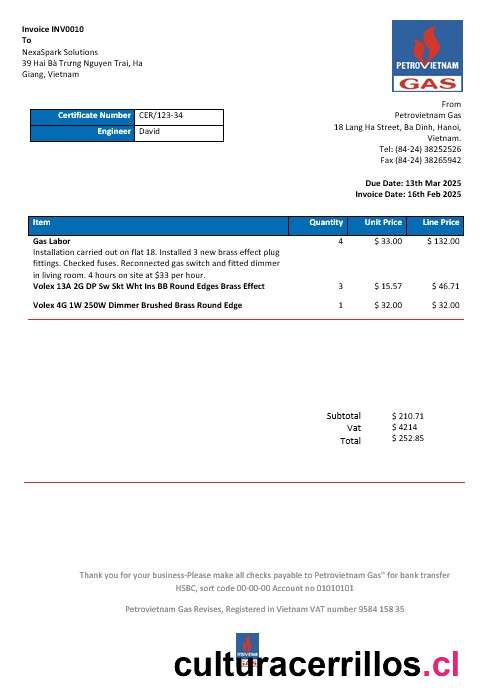 Invoice INV0010
To
NexaSpark Solutions
39 Hai Bà Trưng Nguyen Trai, Ha
Giang, Vietnam
PETROVIETNAM
GAS
From
Petrovietnam Gas
18 Lang Ha Street, Ba Dinh, Hanoi,
Vietnam.
Tel: (84-24) 38252526
Fax (84-24) 38265942
Certificate Number CER/123-34
Engineer David
Due Date: 13th Mar 2025
Invoice Date: 16th Feb 2025
Item Quantity Unit Price Line Price
Gas Labor 4 $ 33.00 $ 132.00
Installation carried out on flat 18. Installed 3 new brass effect plug
fittings. Checked fuses. Reconnected gas switch and fitted dimmer
in living room. 4 hours on site at $33 per hour.
Volex 13A 2G DP Sw Skt Wht Ins BB Round Edges Brass Effect 3 $ 15.57 $ 46.71
Volex 4G 1W 250W Dimmer Brushed Brass Round Edge 1 $ 32.00 $ 32.00
Subtotal $ 210.71
Vat $ 4214
Total $ 252.85
Thank you for your business-Please make all checks payable to Petrovietnam Gas" for bank transfer
HSBC, sort code 00-00-00 Account no 01010101
Petrovietnam Gas Revises, Registered in Vietnam VAT number 9584 158 35
culturacerrillos.cl